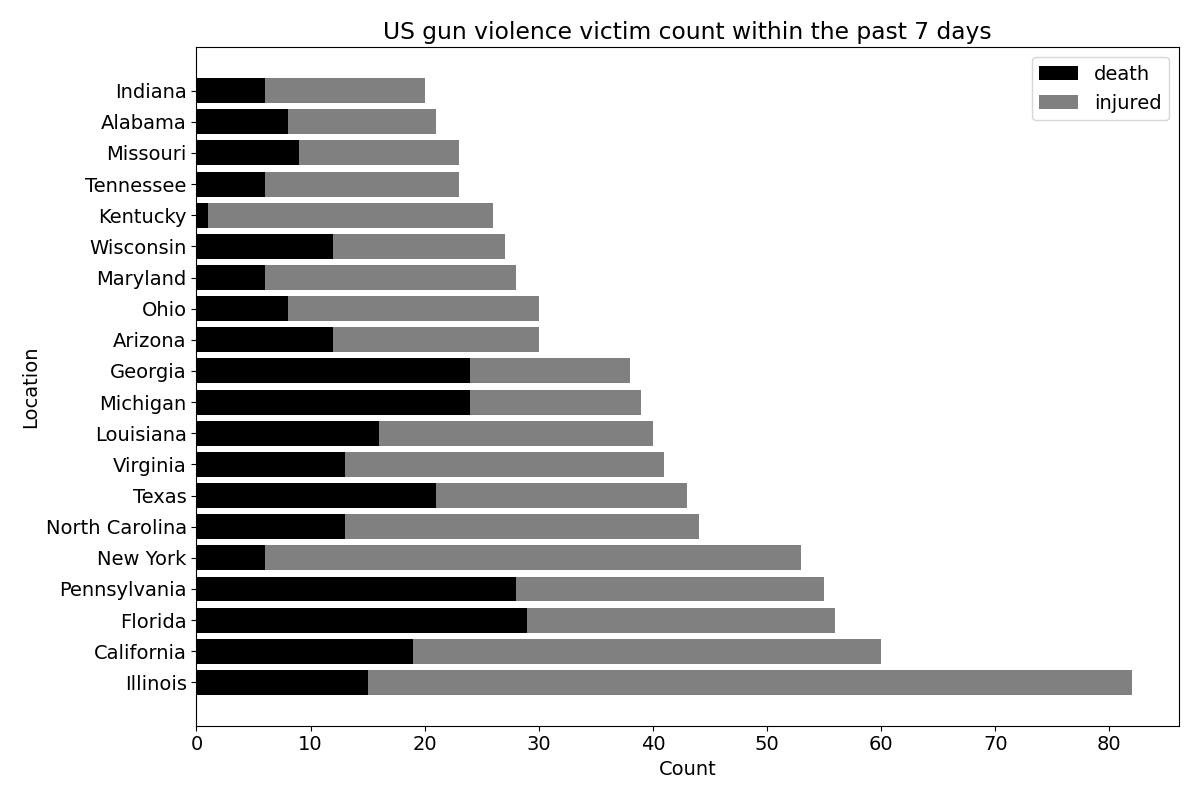 US gun violence victim count within the past 7 days
death
injured
Indiana
Alabama
Missouri
Tennessee
Kentucky
Wisconsin
Maryland
Ohio
Arizona
Georgia
Michigan
Louisiana
Virginia
Texas
North Carolina
New York
Pennsylvania
Florida
California
Illinois
Location
0 10 20 30 40 50 60 70 80
Count